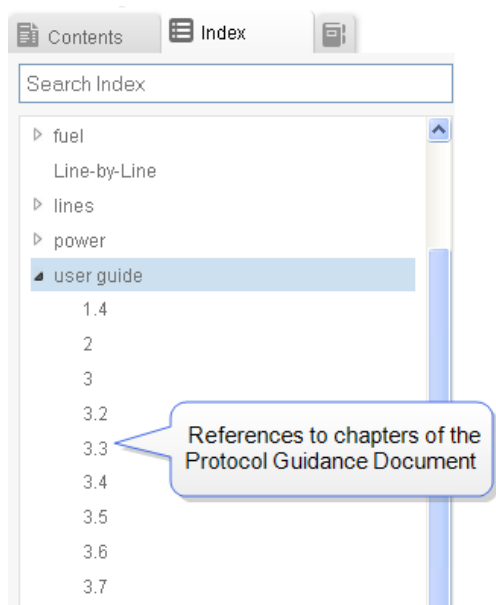 Contents Index
Search Index
fuel
Line-by-Line
lines
power
user guide
1.4
2
3
3.2
3.3
References to chapters of the
Protocol Guidance Document
3.4
3.5
3.6
3.7